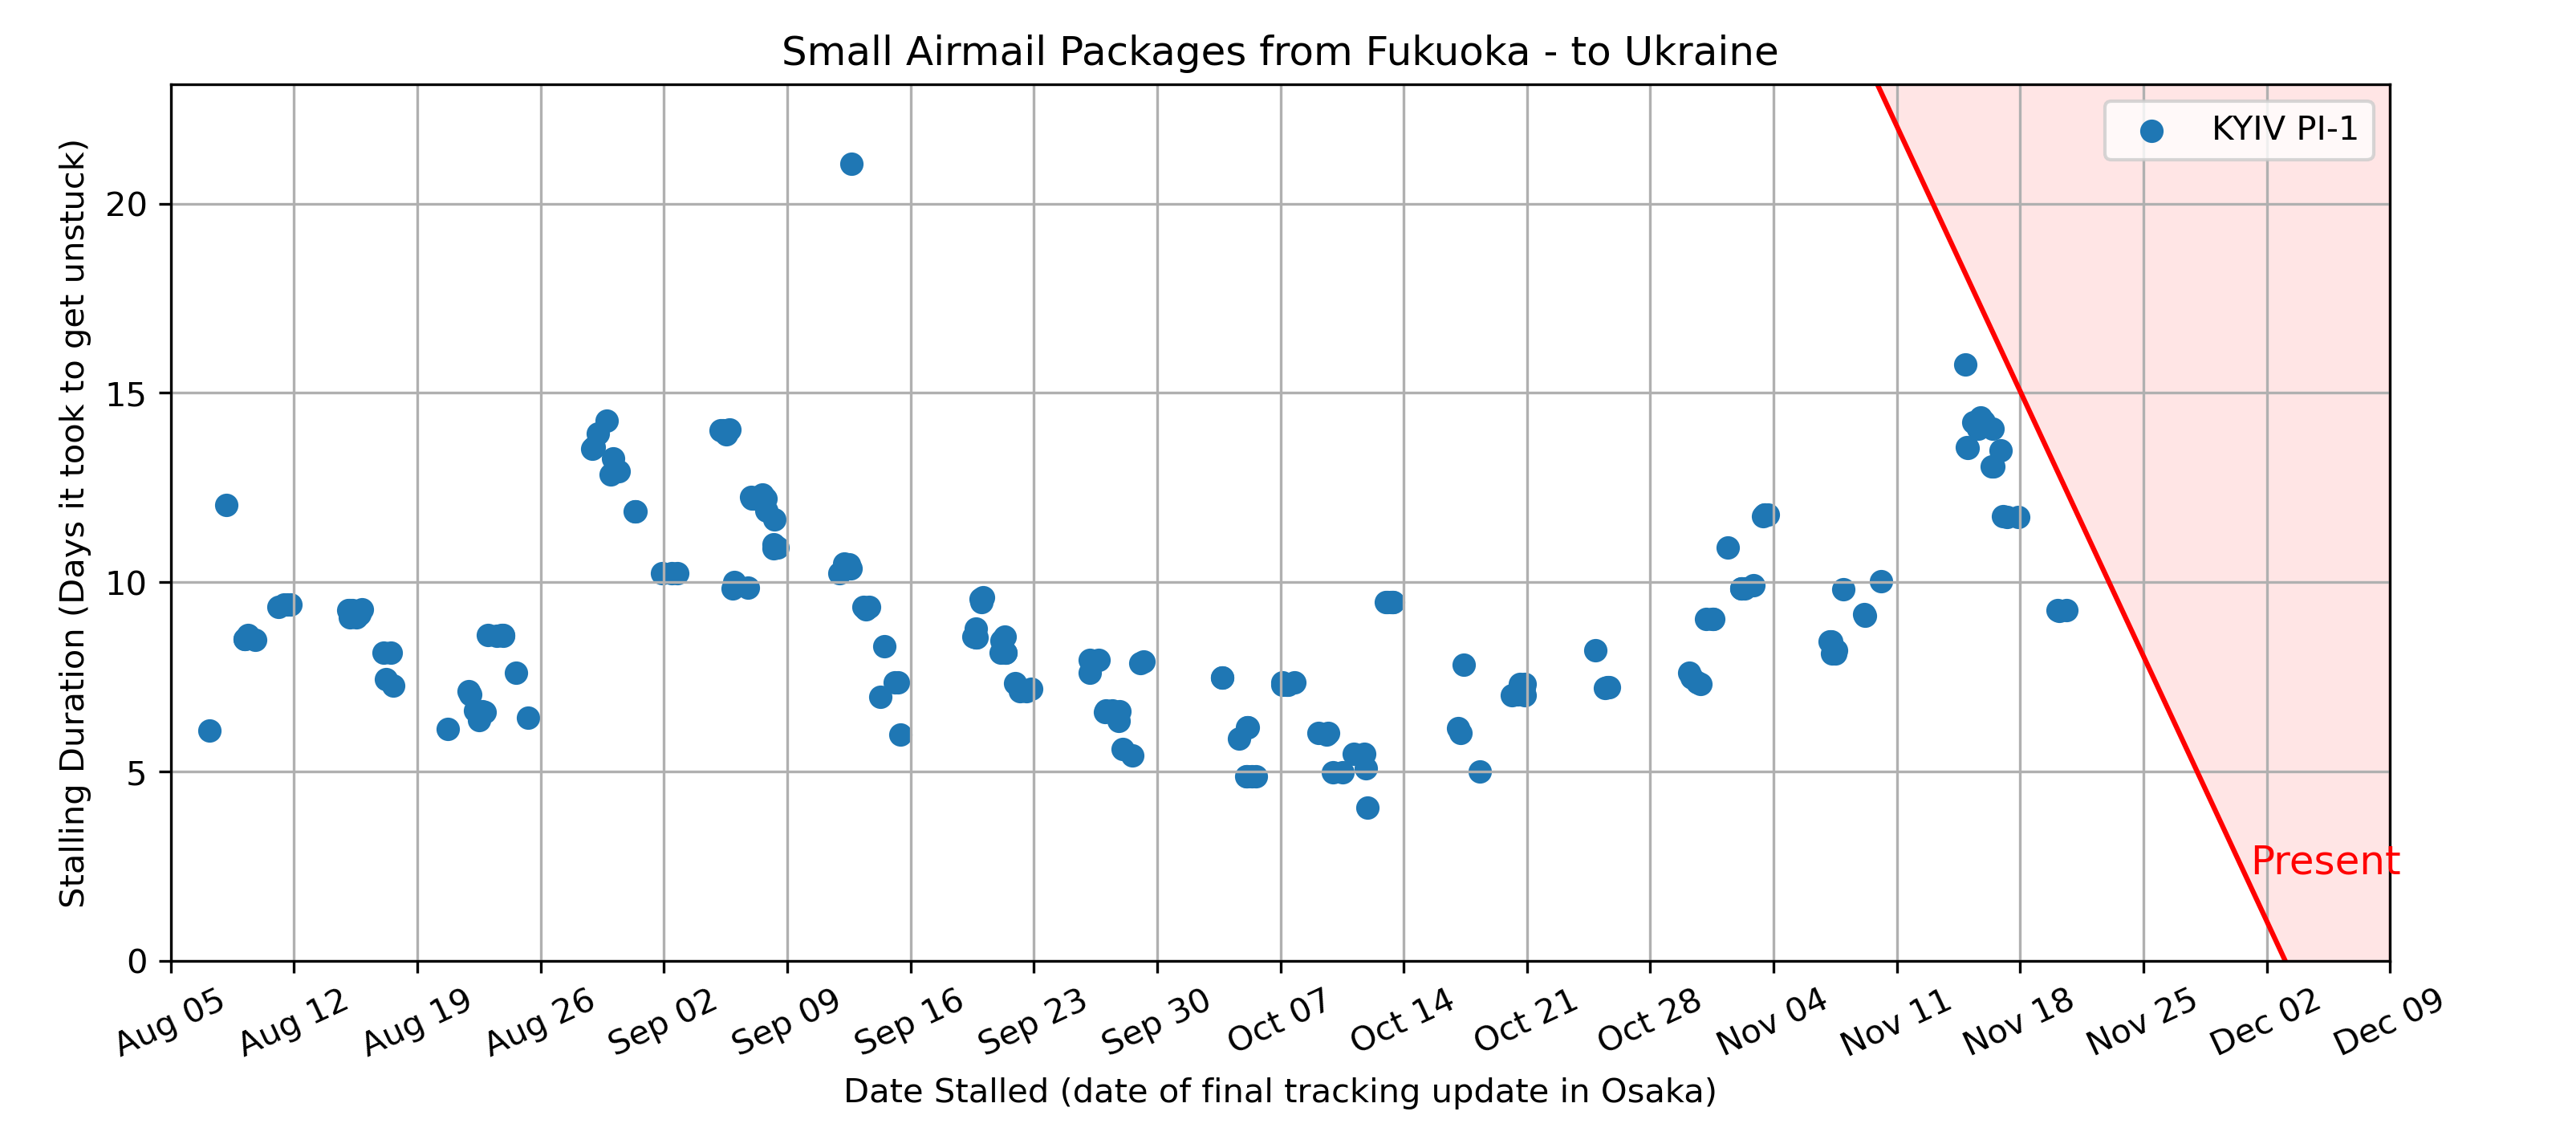 Small Airmail Packages from Fukuoka - to Ukraine
KYIV PI-1
Stalling Duration (Days it took to get unstuck)
20
15
10
5
0
Present
Aug 05
Aug 12
Aug 19
Aug 26
Sep 02
Sep 09
Sep 16
Sep 23
Sep 30
Oct 07
Oct 14
Oct 21
Oct 28
Nov 04
Nov 11
Nov 18
Nov 25
Dec 02
Dec 09
Date Stalled (date of final tracking update in Osaka)